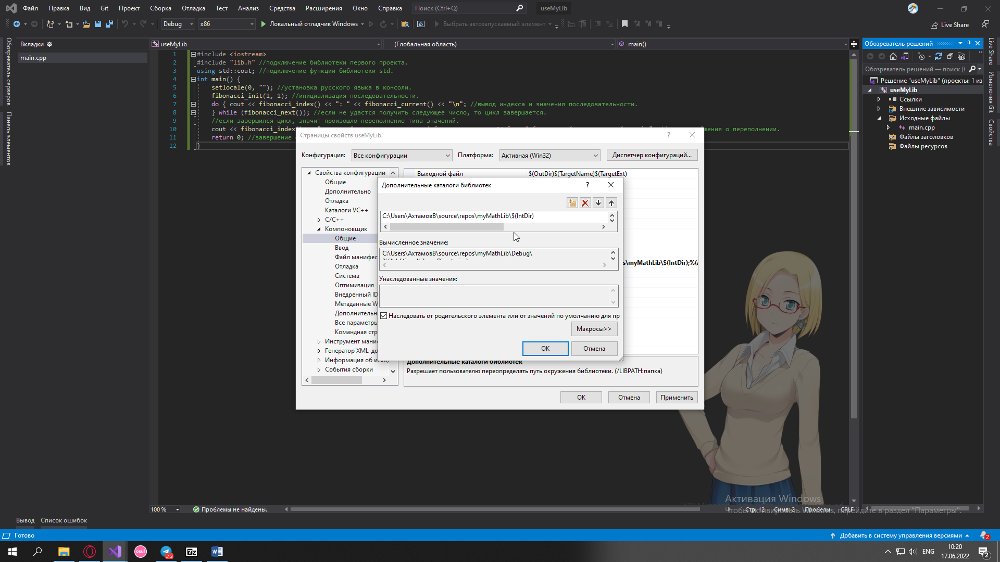 Файл Правка Вид Git Проект Сборка Отладка Тест Анализ Средства Расширения Окно Справка Поиск (Ctrl+Q) useMyLib
Debug x86 Локальный отладчик Windows Выбрать автозапускаемый элемент Live Share
Обозреватель серверов
Панель элементов
Вкладки
main.cpp
useMyLib (Глобальная область) main()
1 #include <iostream>
2 #include "lib.h" //подключение библиотеки первого проекта.
3 using std::cout; //подключение функции библиотеки std.
4 int main() {
5 setlocale(0, ""); //установка русского языка в консоли.
6 fibonacci_init(1, 1); //инициализация последовательности.
7 do { cout << fibonacci_index() << ": " << fibonacci_current() << "\n"; //вывод индекса и значения последовательности.
8 } while (fibonacci_next()); //если не удастся получить следующее число, то цикл завершается.
9 //если завершился цикл, значит произошло переполнение типа значений.
10 cout << fibonacci_index о переполнении.
11 return 0; //завершение
12 }
Страницы свойств useMyLib ?
Конфигурация: Все конфигурации Платформа: Активная (Win32) Диспетчер конфигураций...
Свойства конфигурации
Общие
Дополнительно
Отладка
Каталоги VC++
C/C++
Компоновщик
Общие
Ввод
Файл манифес
Отладка
Система
Оптимизация
Внедренный ID
Метаданные W
Дополнительн
Все параметры
Командная стр
Инструмент мани
Генератор XML-до
Информация об исхо
События сборки
Выходной файл $(OutDir)$(TargetName)$(TargetExt)
s\myMathLib\$(IntDir);%(
Дополнительные каталоги библиотек ?
C:\Users\АхтамовВ\source\repos\myMathLib\$(IntDir)
Вычисленное значение:
C:\Users\АхтамовВ\source\repos\myMathLib\Debug\
Унаследованные значения:
Наследовать от родительского элемента или от значений по умолчанию для пр
Макросы>>
ОК Отмена
Дополнительные каталоги библиотек
Разрешает пользователю переопределять путь окружения библиотеки. (/LIBPATH:папка)
ОК Отмена Применить
Обозреватель решений
Обозреватель решений — поиск (
Решение "useMyLib" (проекты: 1 из
useMyLib
Ссылки
Внешние зависимости
Исходные файлы
main.cpp
Файлы заголовков
Файлы ресурсов
Live Share
Изменения Git
Свойства
Активация Windows
Чтобы активировать Windows, перейдите в раздел "Параметры".
100 % Проблемы не найдены. Стр: 12 Симв: 2 Пробелы CRLF
Вывод Список ошибок
Готово Добавить в систему управления версиями 2
osu! 13 7z ENG 10:20
17.06.2022 2